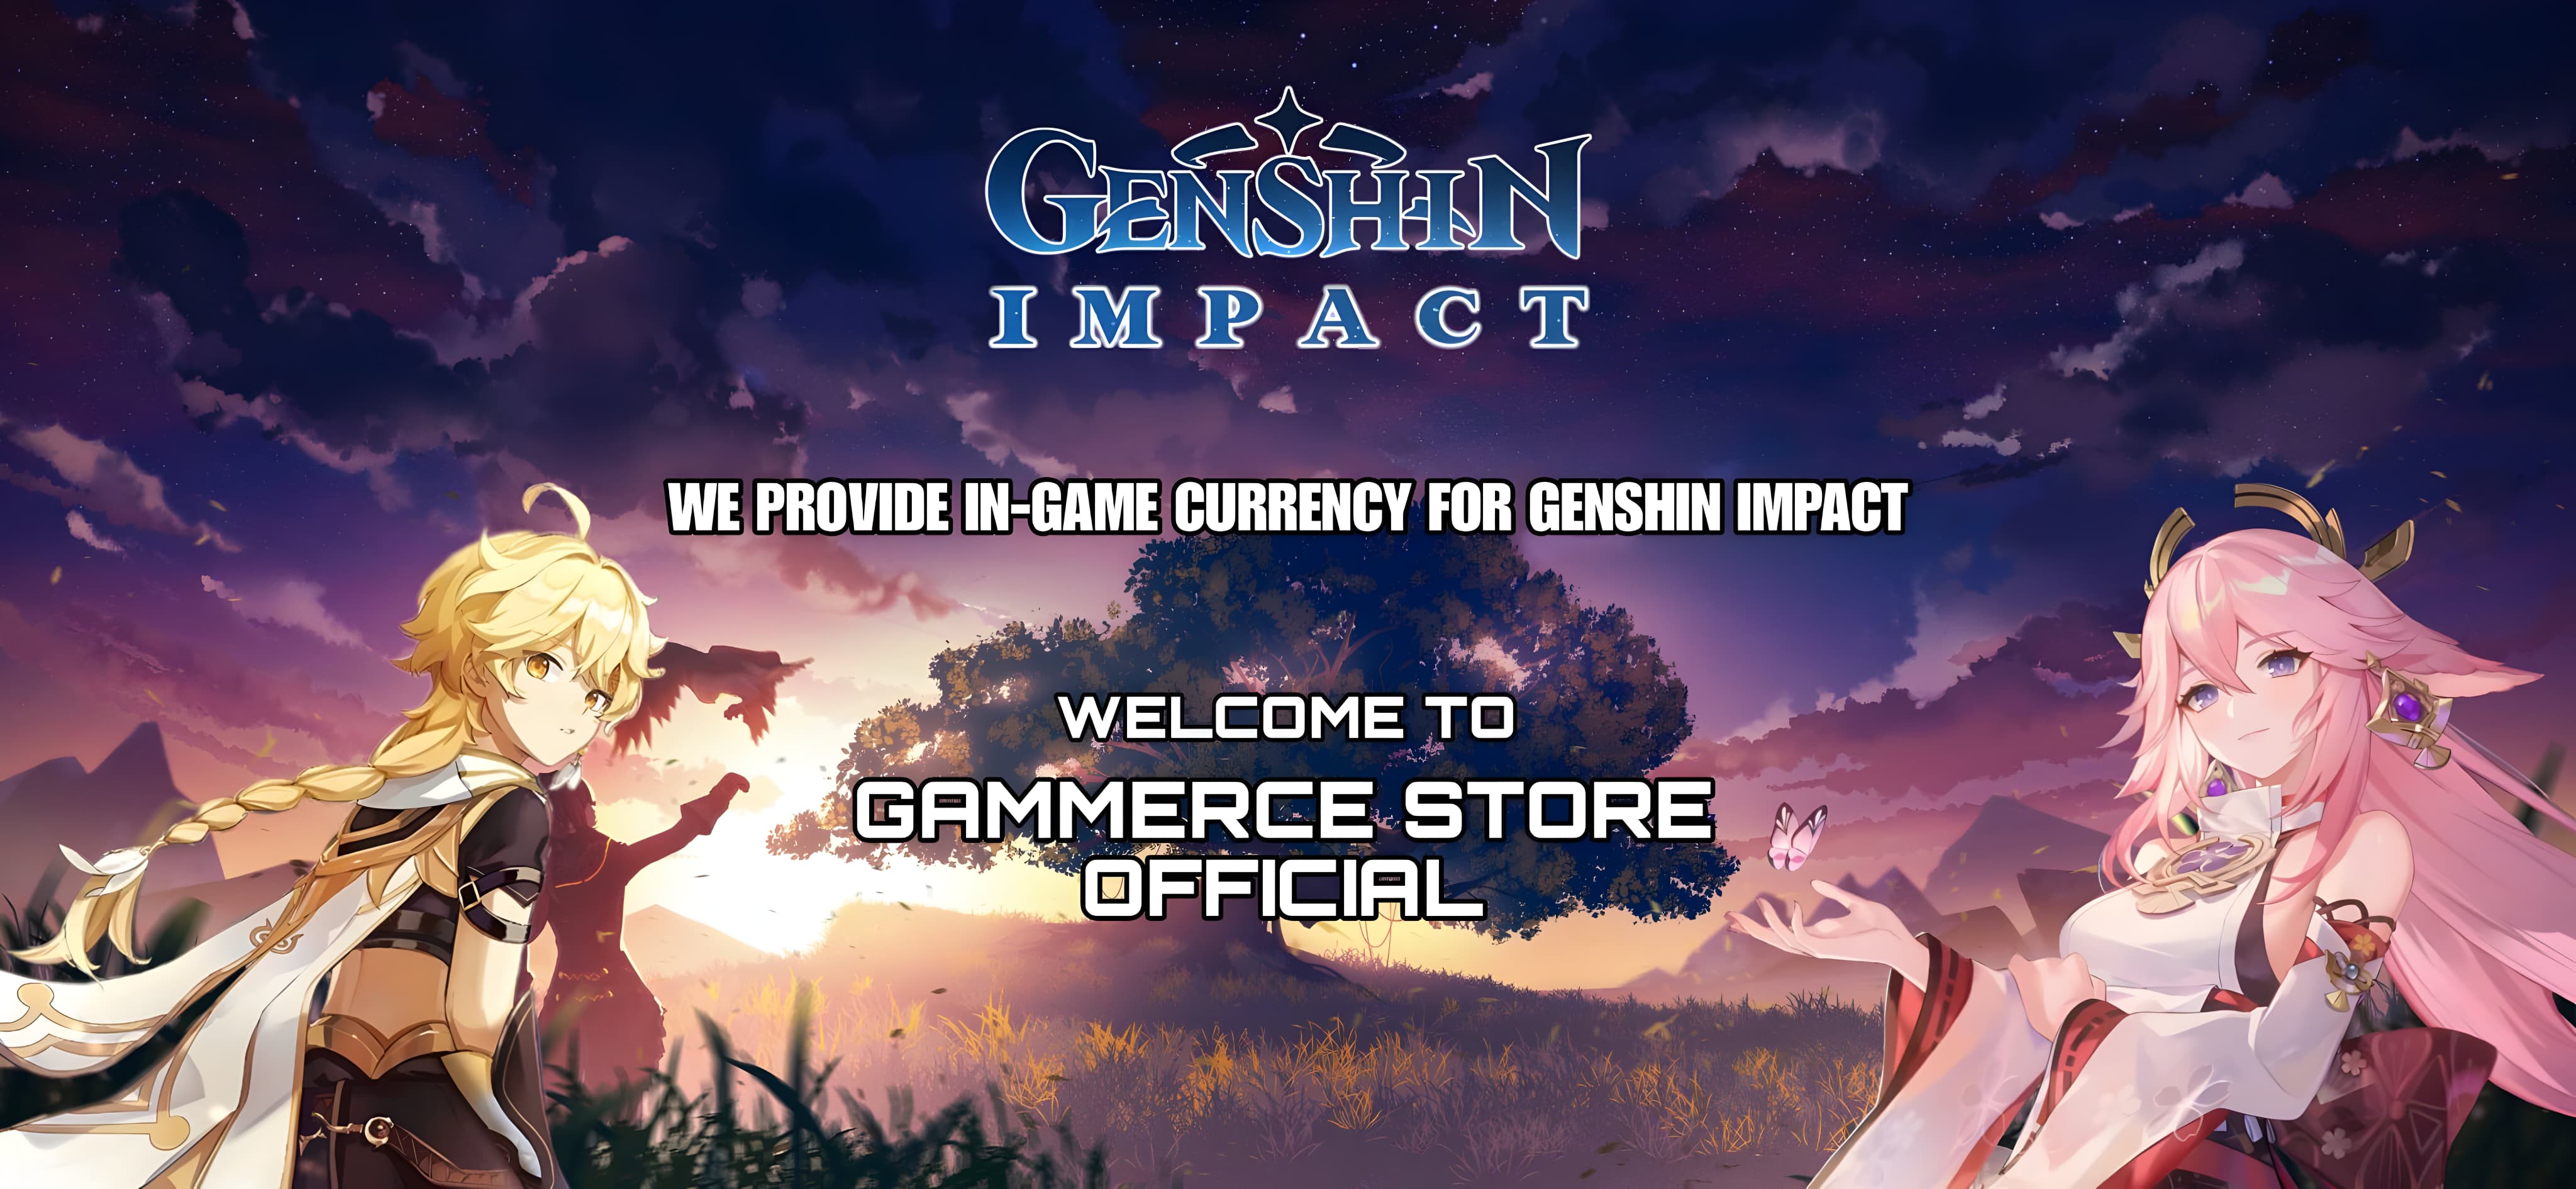 GENSHIN
IMPACT
WE PROVIDE IN-GAME CURRENCY FOR GENSHIN IMPACT
WELCOME TO
GAMMERCE STORE
OFFICIAL